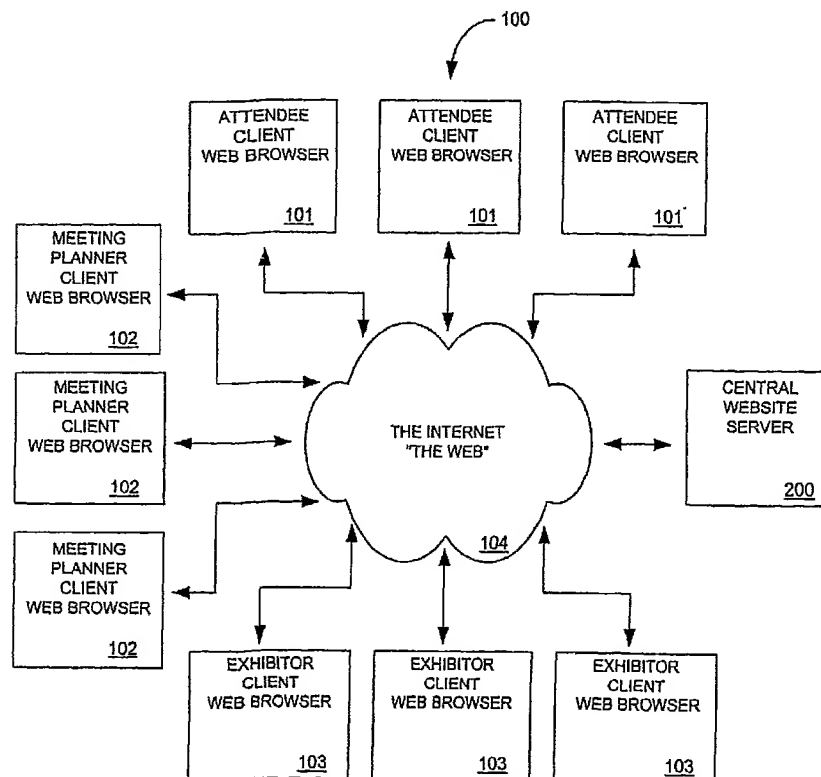 100
ATTENDEE
CLIENT
WEB BROWSER
101
ATTENDEE
CLIENT
WEB BROWSER
101
ATTENDEE
CLIENT
WEB BROWSER
101
MEETING
PLANNER
CLIENT
WEB BROWSER
102
MEETING
PLANNER
CLIENT
WEB BROWSER
102
MEETING
PLANNER
CLIENT
WEB BROWSER
102
THE INTERNET
"THE WEB"
104
CENTRAL
WEBSITE
SERVER
200
EXHIBITOR
CLIENT
WEB BROWSER
103
EXHIBITOR
CLIENT
WEB BROWSER
103
EXHIBITOR
CLIENT
WEB BROWSER
103